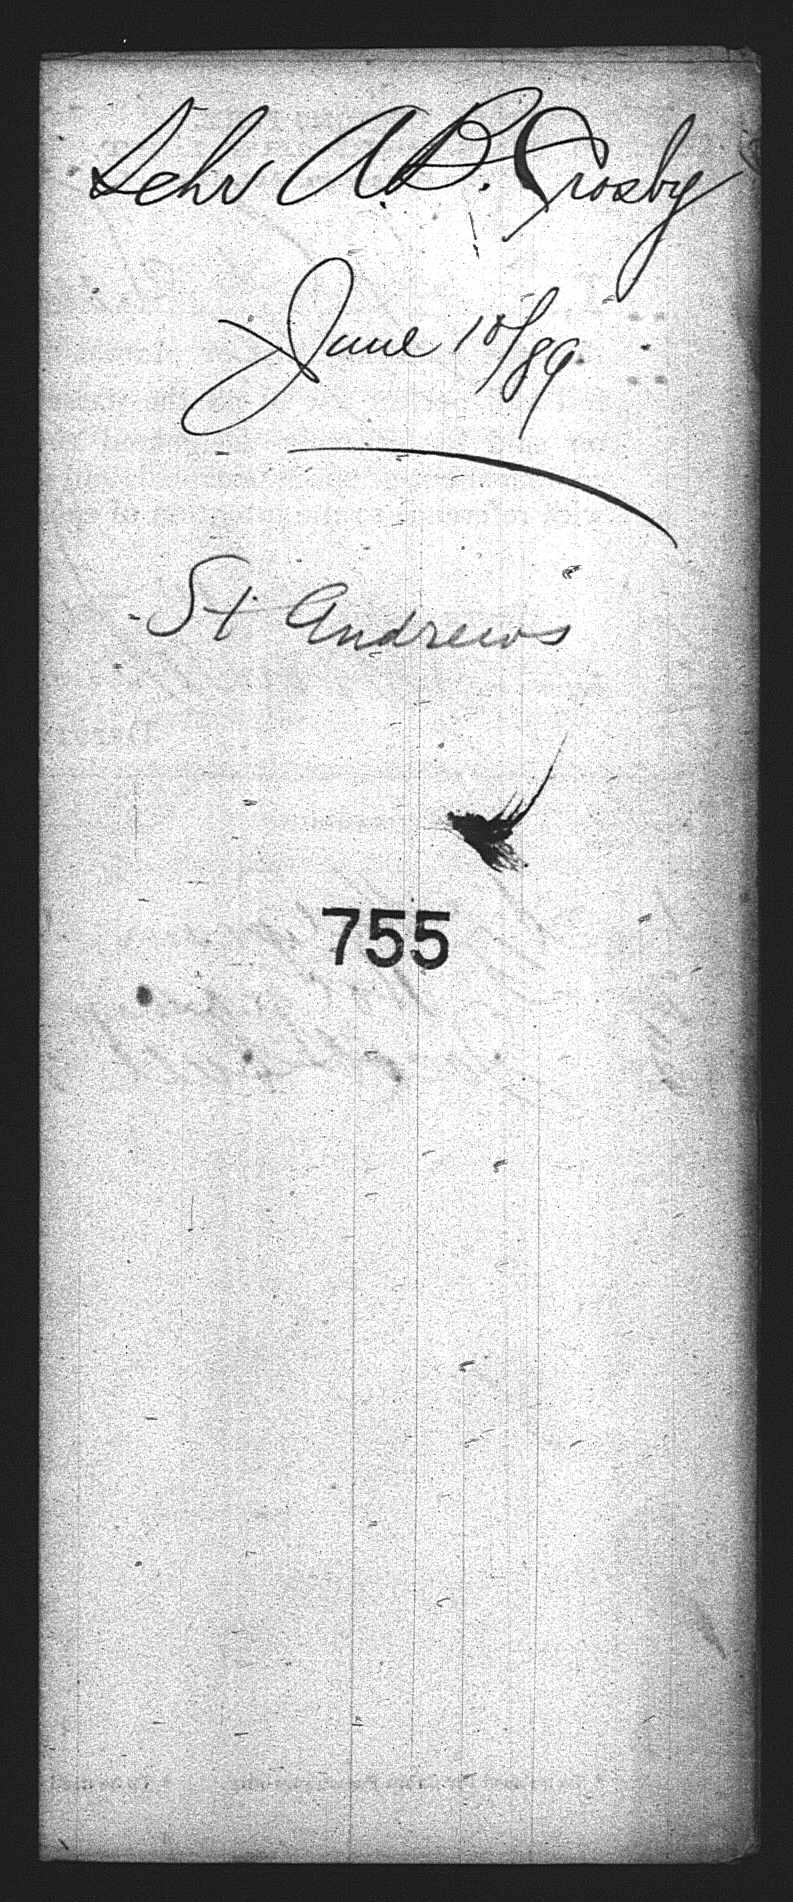 Schr A.B. Crosby
June 10/89
St Andrews
755